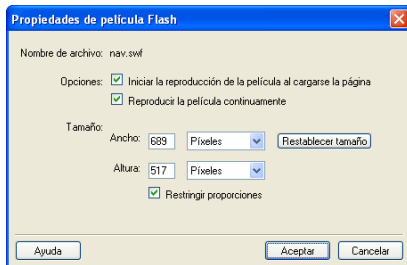 Propiedades de película Flash
Nombre de archivo: nav.swf
Opciones: Iniciar la reproducción de la película al cargarse la página
Reproducir la película continuamente
Tamaño:
Ancho: 689 Píxeles Restablecer tamaño
Altura: 517 Píxeles
Restringir proporciones
Ayuda Aceptar Cancelar